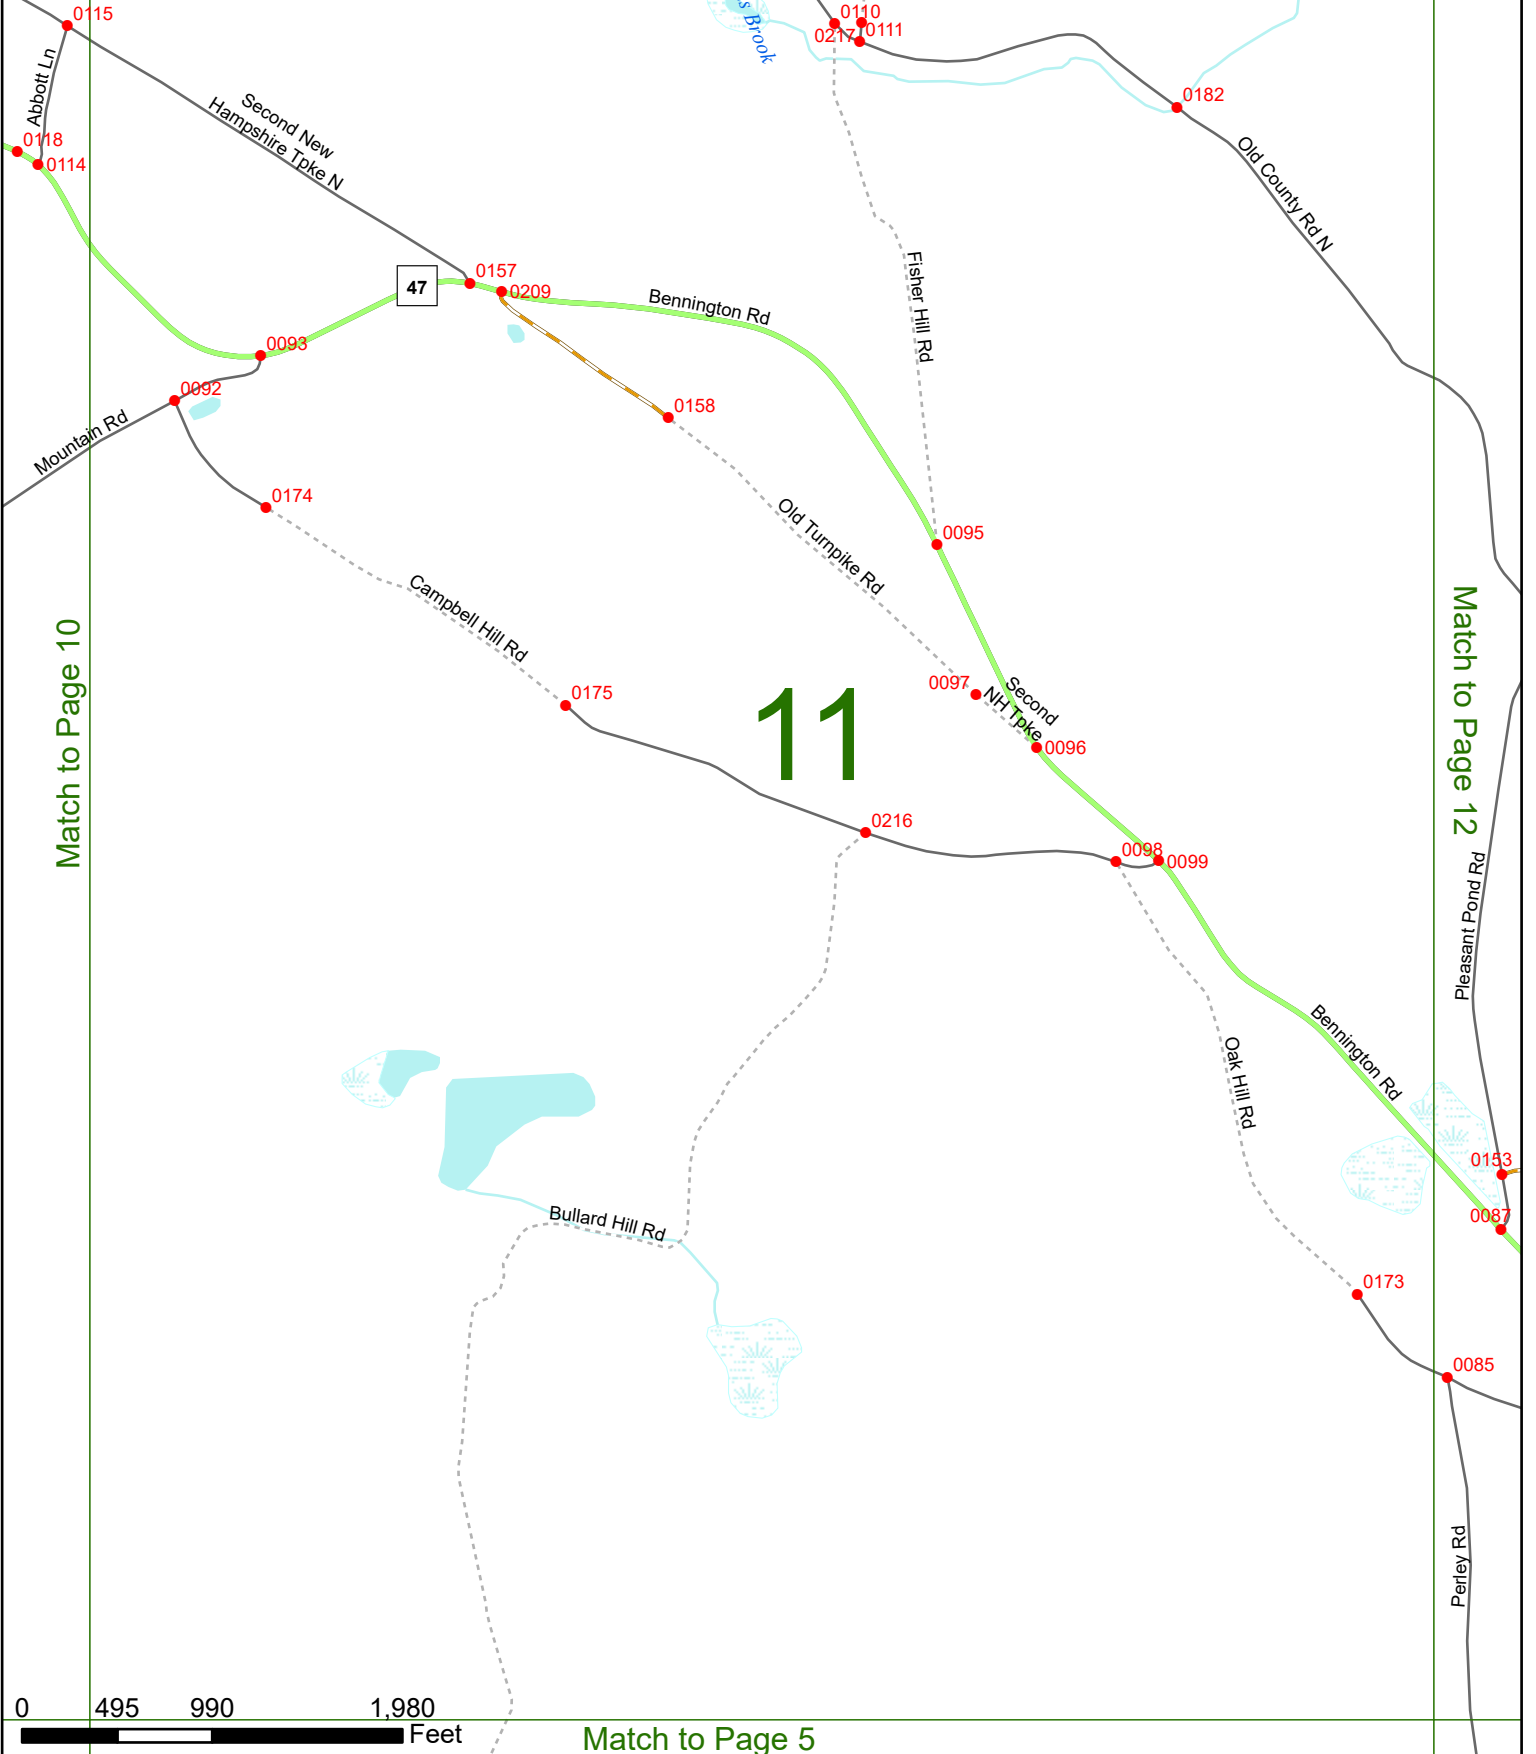 0115
0110
0111
0217
s Brook
0182
Abbott Ln
Second New
Hampshire Tpke N
0118
0114
Old County Rd N
Fisher Hill Rd
0157
47
0209
Bennington Rd
0093
0092
0158
Mountain Rd
0174
Old Turnpike Rd
0095
Campbell Hill Rd
Match to Page 10
Match to Page 12
0175
0097
Second
NH Tpke
11
0096
0216
0098
0099
Pleasant Pond Rd
Bennington Rd
Oak Hill Rd
0153
0087
Bullard Hill Rd
0173
0085
Perley Rd
0 495 990 1,980
Feet
Match to Page 5